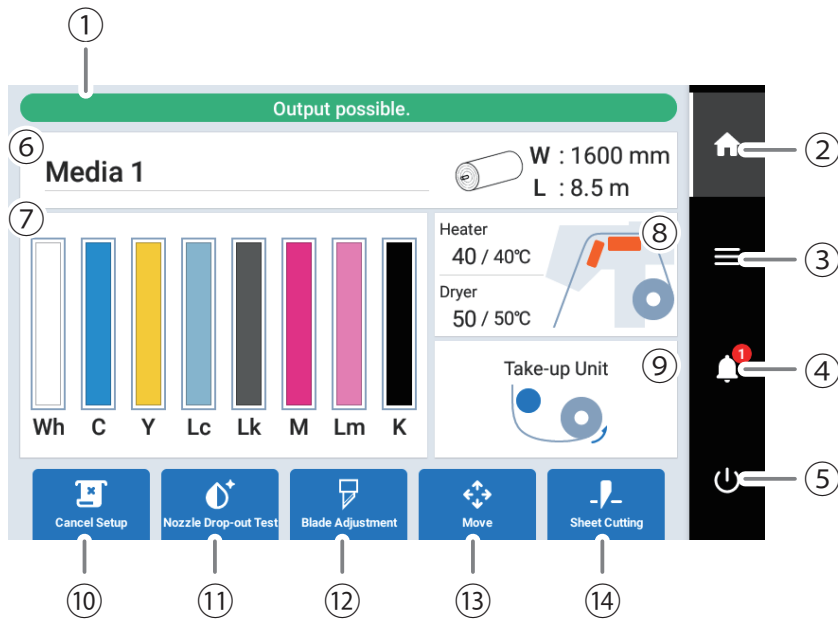 ①
Output possible.
⑥
Media 1
W : 1600 mm
L : 8.5 m
②
⑦
Wh C Y Lc Lk M Lm K
Heater
40 / 40℃
Dryer
50 / 50℃
⑧
③
Take-up Unit
⑨
1
④
⑤
Cancel Setup
Nozzle Drop-out Test
Blade Adjustment
Move
Sheet Cutting
⑩ ⑪ ⑫ ⑬ ⑭